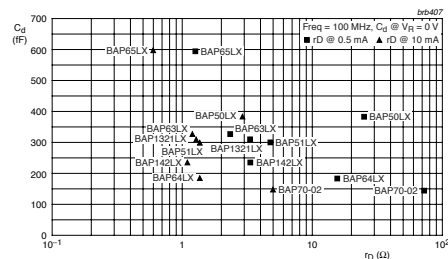 brb407
C_d
(fF)
Freq = 100 MHz, C_d @ V_R = 0 V
■ rD @ 0.5 mA ▲ rD @ 10 mA
700
600
500
400
300
200
100
0
BAP65LX
BAP65LX
BAP50LX
BAP50LX
BAP63LX
BAP63LX
BAP1321LX
BAP1321LX
BAP51LX
BAP51LX
BAP142LX
BAP142LX
BAP64LX
BAP64LX
BAP70-02
BAP70-02
10⁻¹ 1 10 10²
r_D (Ω)